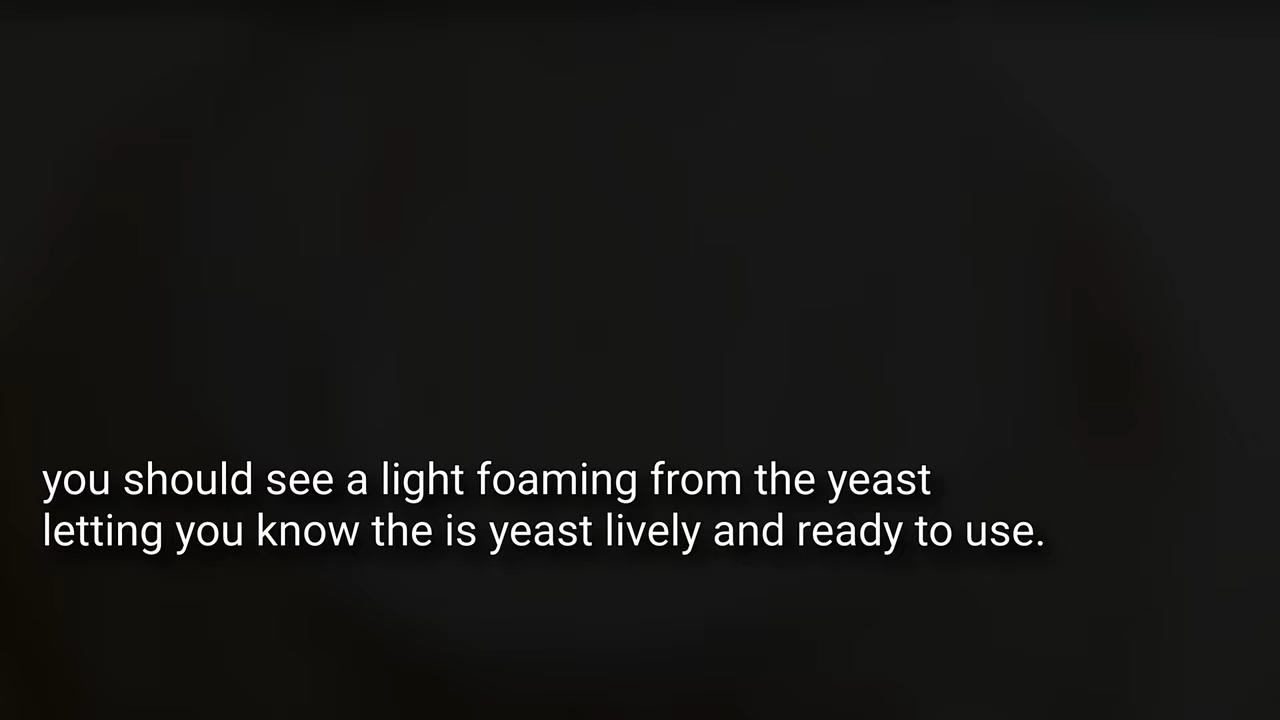 you should see a light foaming from the yeast
letting you know the is yeast lively and ready to use.